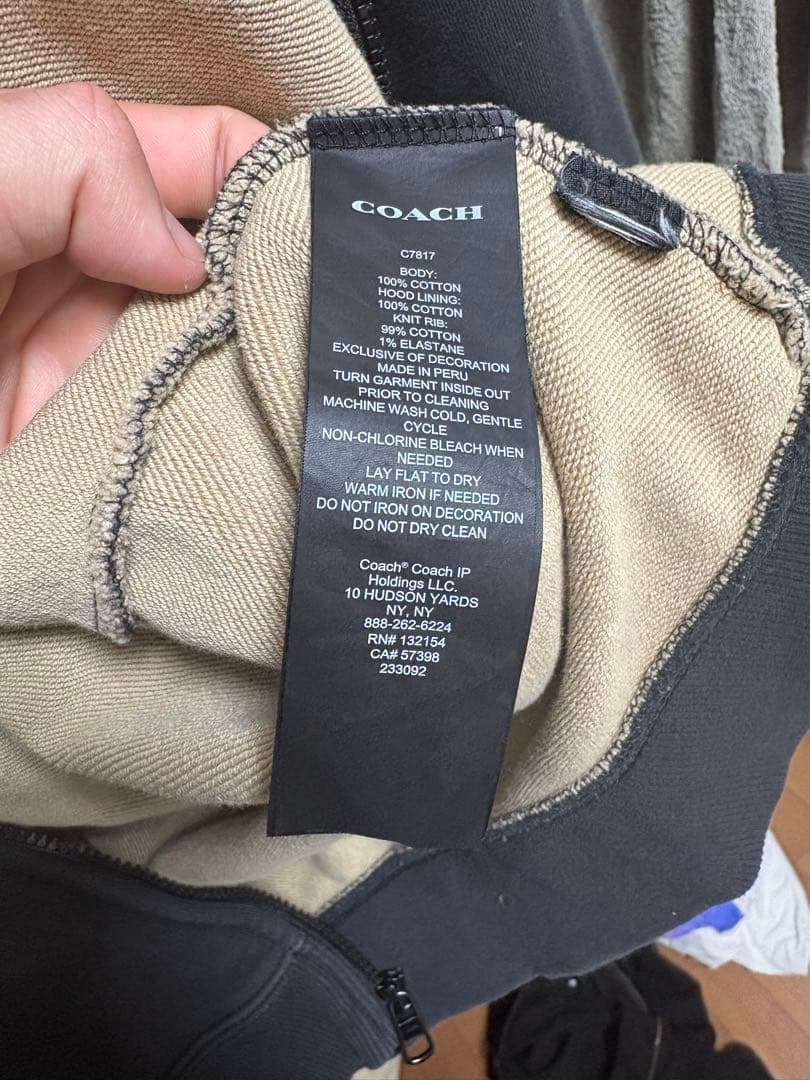 COACH
C7817
BODY:
100% COTTON
HOOD LINING:
100% COTTON
KNIT RIB:
99% COTTON
1% ELASTANE
EXCLUSIVE OF DECORATION
MADE IN PERU
TURN GARMENT INSIDE OUT
PRIOR TO CLEANING
MACHINE WASH COLD, GENTLE
CYCLE
NON-CHLORINE BLEACH WHEN
NEEDED
LAY FLAT TO DRY
WARM IRON IF NEEDED
DO NOT IRON ON DECORATION
DO NOT DRY CLEAN
Coach® Coach IP
Holdings LLC.
10 HUDSON YARDS
NY, NY
888-262-6224
RN# 132154
CA# 57398
233092